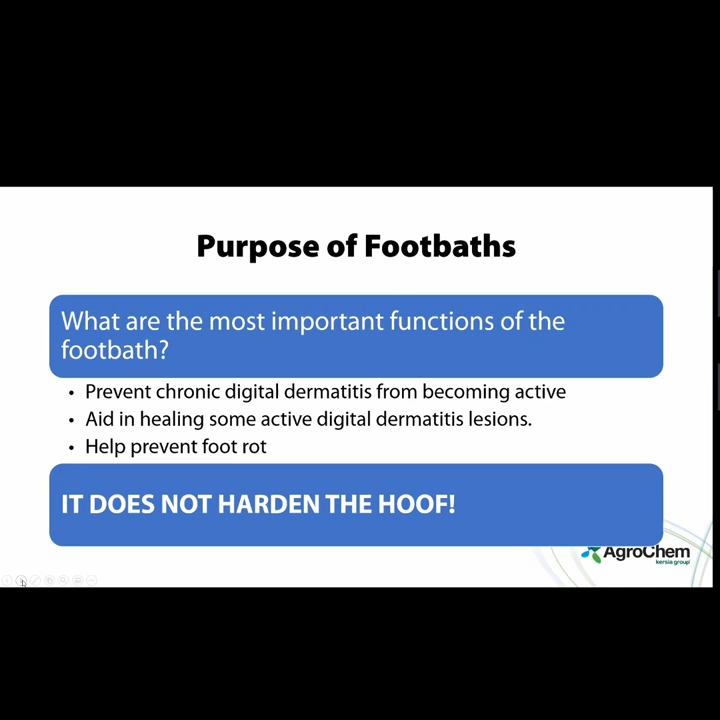 Purpose of Footbaths
What are the most important functions of the
footbath?
• Prevent chronic digital dermatitis from becoming active
• Aid in healing some active digital dermatitis lesions.
• Help prevent foot rot
IT DOES NOT HARDEN THE HOOF!
AgroChem
kersia group